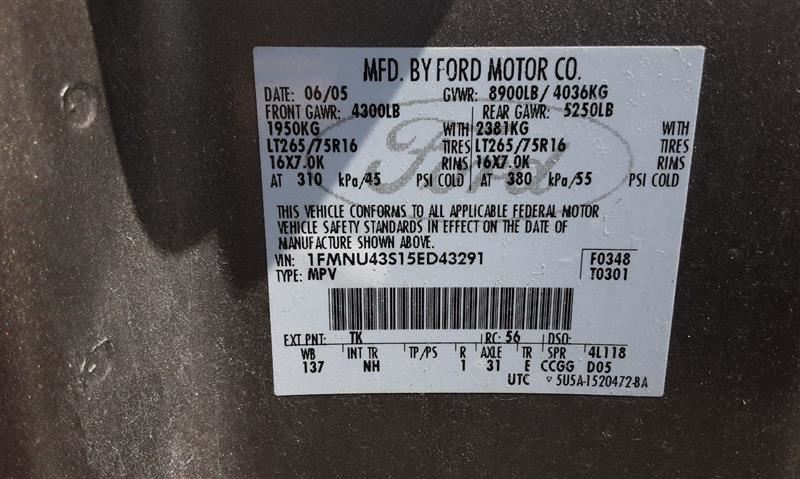 MFD. BY FORD MOTOR CO.
DATE: 06/05 GVWR: 8900LB/ 4036KG
FRONT GAWR: 4300LB REAR GAWR: 5250LB
1950KG WITH 2381KG WITH
LT265/75R16 TIRES LT265/75R16 TIRES
16X7.0K RIMS 16X7.0K RIMS
AT 310 kPa/45 PSI COLD AT 380 kPa/55 PSI COLD
Ford
THIS VEHICLE CONFORMS TO ALL APPLICABLE FEDERAL MOTOR
VEHICLE SAFETY STANDARDS IN EFFECT ON THE DATE OF
MANUFACTURE SHOWN ABOVE.
VIN: 1FMNU43S15ED43291 F0348
TYPE: MPV T0301
EXT PNT: TK RC: 56 DSO:
WB INT TR TP/PS R AXLE TR SPR 4L118
137 NH 1 31 E CCGG D05
UTC ▽ 5U5A-1520472-BA